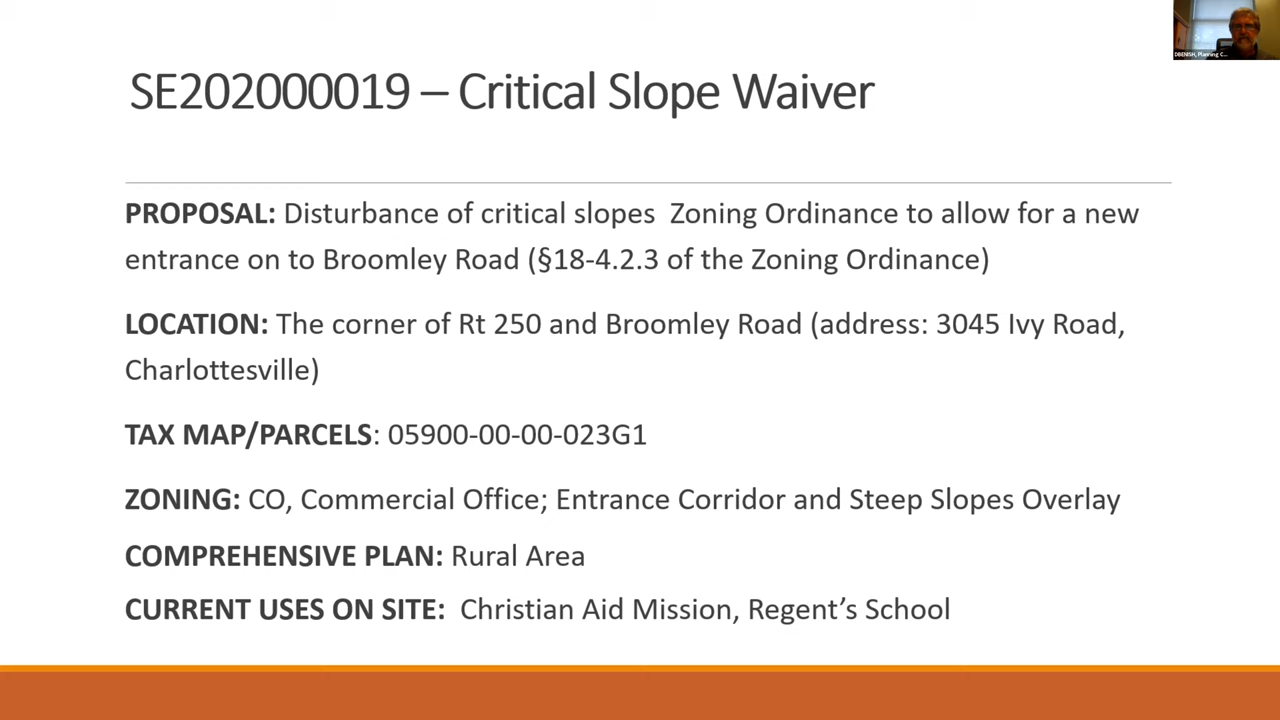 DBENISH, Planning C...
SE202000019 – Critical Slope Waiver
PROPOSAL: Disturbance of critical slopes  Zoning Ordinance to allow for a new
entrance on to Broomley Road (§18-4.2.3 of the Zoning Ordinance)
LOCATION: The corner of Rt 250 and Broomley Road (address: 3045 Ivy Road,
Charlottesville)
TAX MAP/PARCELS: 05900-00-00-023G1
ZONING: CO, Commercial Office; Entrance Corridor and Steep Slopes Overlay
COMPREHENSIVE PLAN: Rural Area
CURRENT USES ON SITE:  Christian Aid Mission, Regent’s School